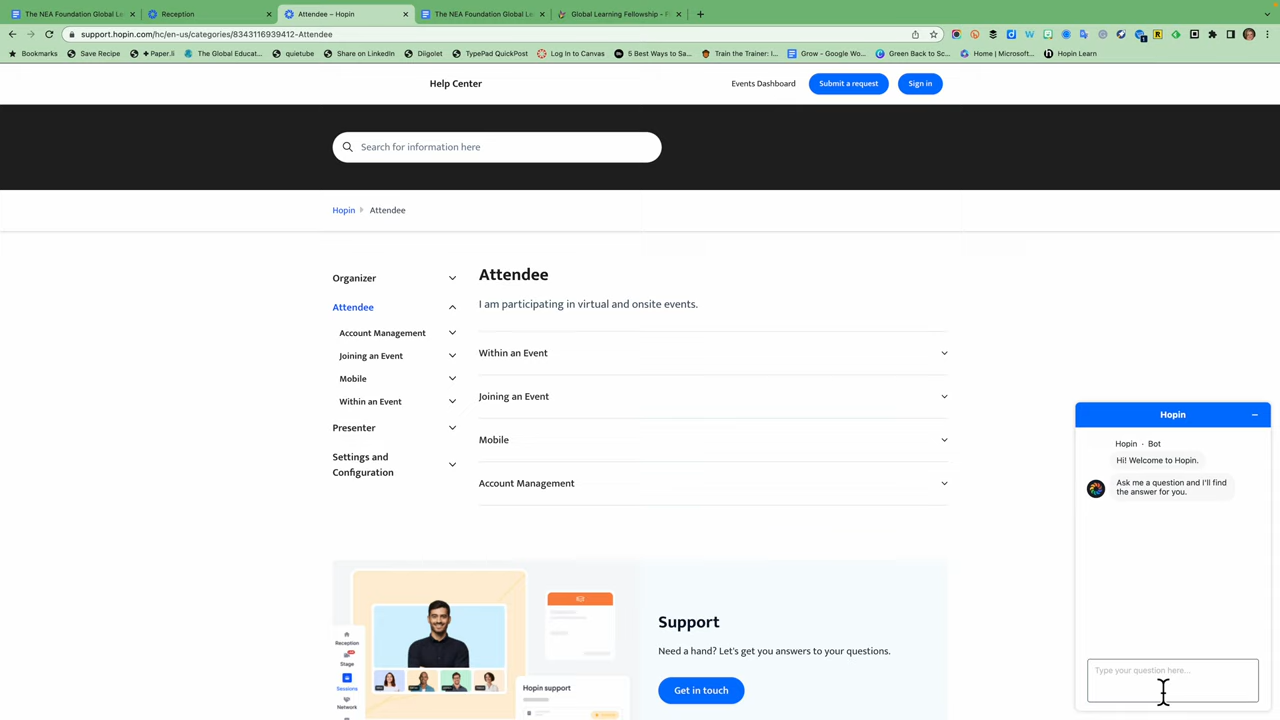 The NEA Foundation Global Le
Reception
Attendee – Hopin
The NEA Foundation Global Le
Global Learning Fellowship - Fl
support.hopin.com/hc/en-us/categories/8343116939412-Attendee
Bookmarks
Save Recipe
+ Paper.li
The Global Educat...
quietube
Share on LinkedIn
Diigolet
TypePad QuickPost
Log In to Canvas
5 Best Ways to Sa...
Train the Trainer: I...
Grow - Google Wo...
Green Back to Sc...
Home | Microsoft...
Hopin Learn
Help Center
Events Dashboard
Submit a request
Sign in
Search for information here
Hopin
Attendee
Organizer
Attendee
Account Management
Joining an Event
Mobile
Within an Event
Presenter
Settings and
Configuration
Attendee
I am participating in virtual and onsite events.
Within an Event
Joining an Event
Mobile
Account Management
Reception
Stage
Sessions
Network
Hopin support
Support
Need a hand? Let's get you answers to your questions.
Get in touch
Hopin
Hopin · Bot
Hi! Welcome to Hopin.
Ask me a question and I'll find
the answer for you.
Type your question here...